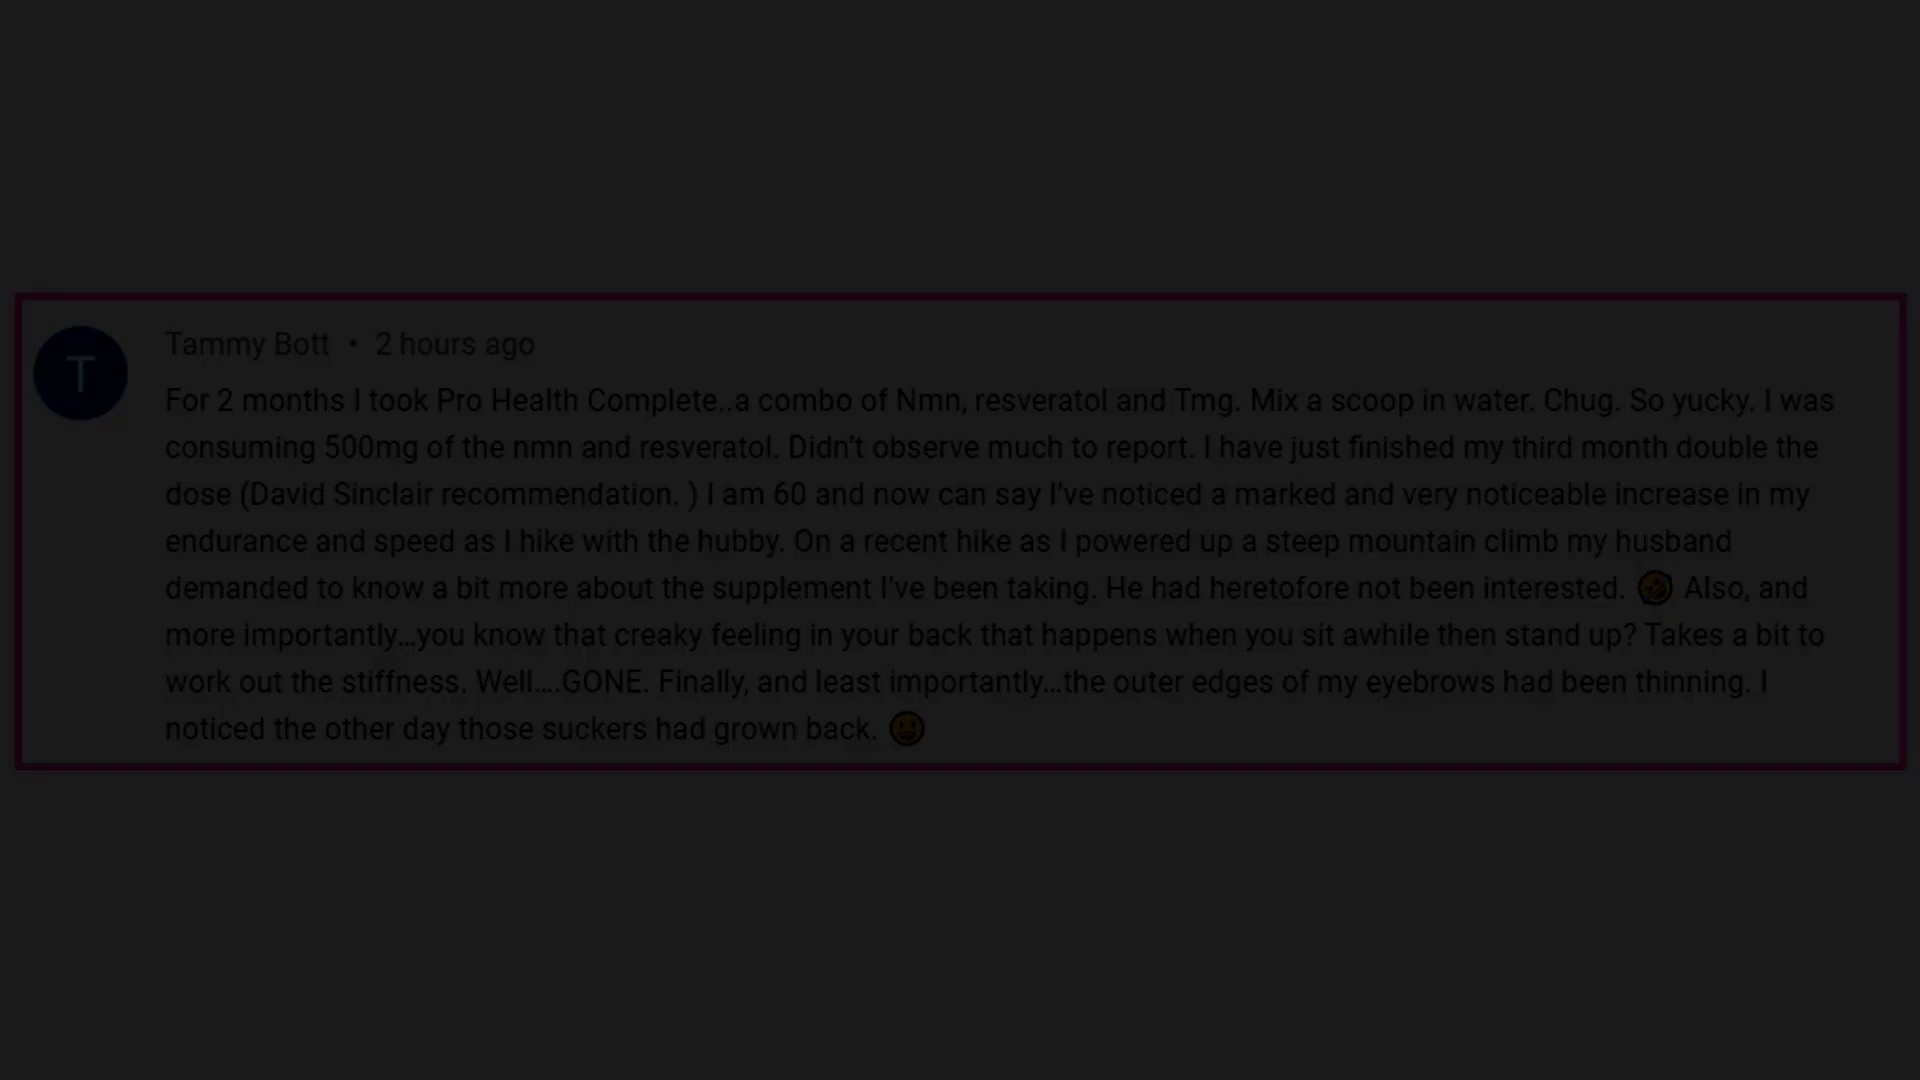 T
Tammy Bott • 2 hours ago
For 2 months I took Pro Health Complete..a combo of Nmn, resveratol and Tmg. Mix a scoop in water. Chug. So yucky. I was
consuming 500mg of the nmn and resveratol. Didn't observe much to report. I have just finished my third month double the
dose (David Sinclair recommendation. ) I am 60 and now can say I've noticed a marked and very noticeable increase in my
endurance and speed as I hike with the hubby. On a recent hike as I powered up a steep mountain climb my husband
demanded to know a bit more about the supplement I've been taking. He had heretofore not been interested. 🤣 Also, and
more importantly...you know that creaky feeling in your back that happens when you sit awhile then stand up? Takes a bit to
work out the stiffness. Well....GONE. Finally, and least importantly...the outer edges of my eyebrows had been thinning. I
noticed the other day those suckers had grown back. 😃